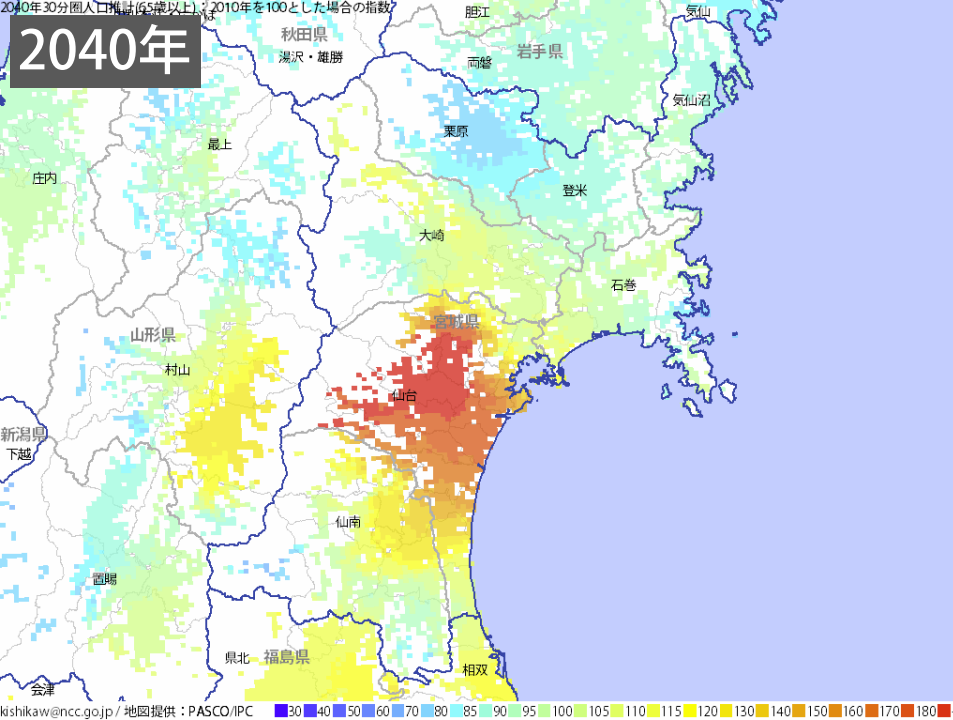 2040年30分圏人口推計(65歳以上)：2010年を100とした場合の指数
2040年
胆江
気仙
秋田県
岩手県
湯沢・雄勝
両磐
気仙沼
栗原
最上
庄内
登米
大崎
石巻
宮城県
山形県
村山
仙台
新潟県
下越
仙南
置賜
県北
福島県
相双
会津
kishikaw@ncc.go.jp / 地図提供：PASCO/IPC
30 40 50 60 70 80 85 90 95 100 105 110 115 120 130 140 150 160 170 180